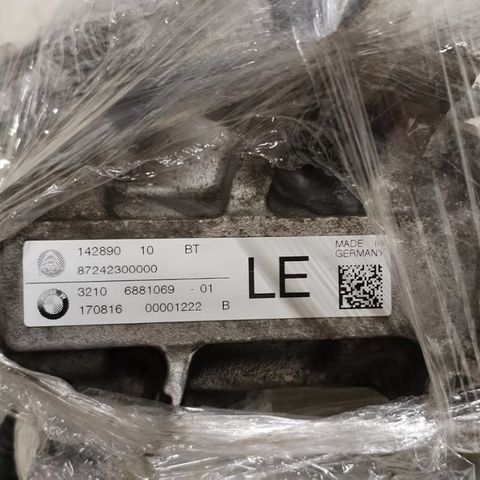 142890 10 BT
87242300000
3210 6881069 - 01
170816 00001222 B
LE
MADE IN
GERMANY